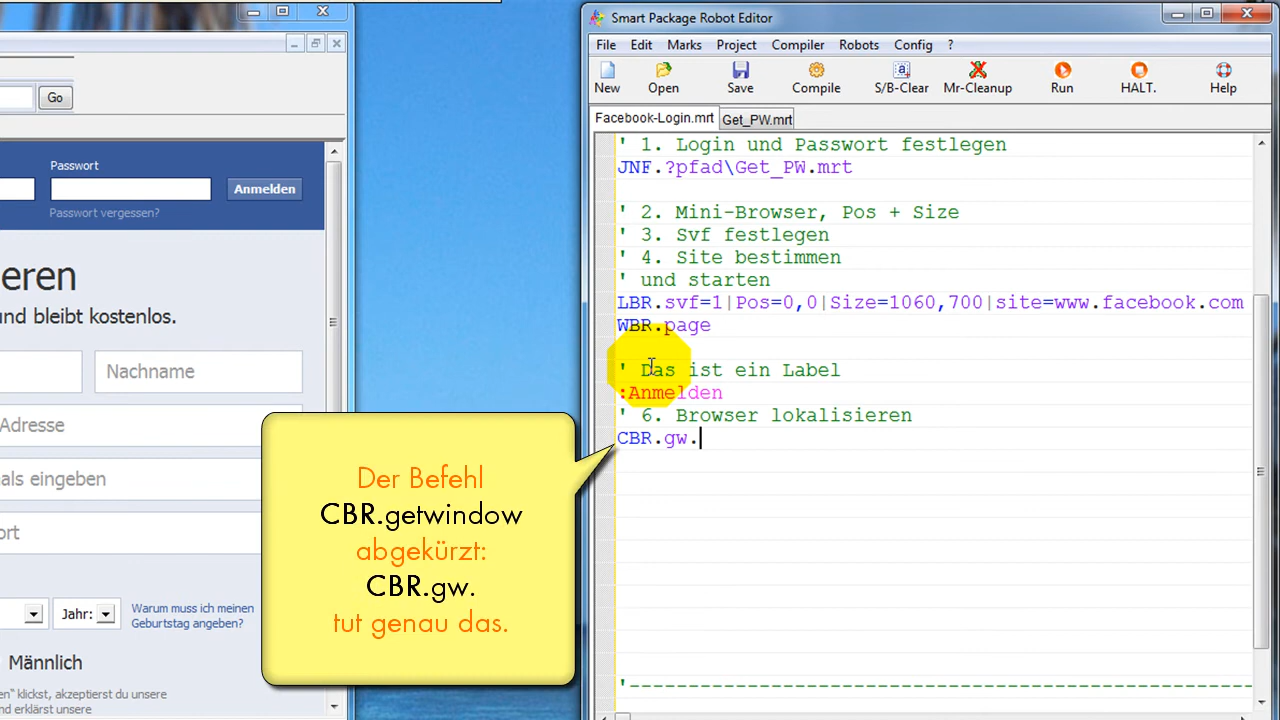 Go
Passwort
Anmelden
Passwort vergessen?
eren
nd bleibt kostenlos.
Nachname
Adresse
als eingeben
ort
Jahr:
Warum muss ich meinen
Geburtstag angeben?
Männlich
n" klickst, akzeptierst du unsere
nd erklärst unsere
Der Befehl
CBR.getwindow
abgekürzt:
CBR.gw.
tut genau das.
Smart Package Robot Editor
File Edit Marks Project Compiler Robots Config ?
New Open Save Compile S/B-Clear Mr-Cleanup Run HALT. Help
Facebook-Login.mrt Get_PW.mrt
' 1. Login und Passwort festlegen
JNF.?pfad\Get_PW.mrt
' 2. Mini-Browser, Pos + Size
' 3. Svf festlegen
' 4. Site bestimmen
' und starten
LBR.svf=1|Pos=0,0|Size=1060,700|site=www.facebook.com
WBR.page
' Das ist ein Label
:Anmelden
' 6. Browser lokalisieren
CBR.gw.
'------------------------------------------------------